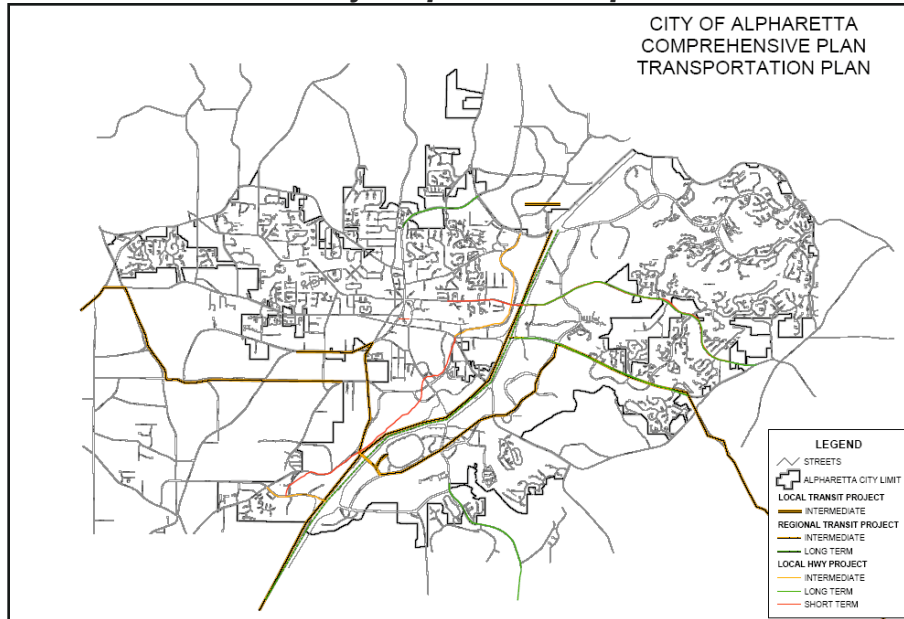 CITY OF ALPHARETTA
COMPREHENSIVE PLAN
TRANSPORTATION PLAN
LEGEND
STREETS
ALPHARETTA CITY LIMIT
LOCAL TRANSIT PROJECT
INTERMEDIATE
REGIONAL TRANSIT PROJECT
INTERMEDIATE
LONG TERM
LOCAL HWY PROJECT
INTERMEDIATE
LONG TERM
SHORT TERM